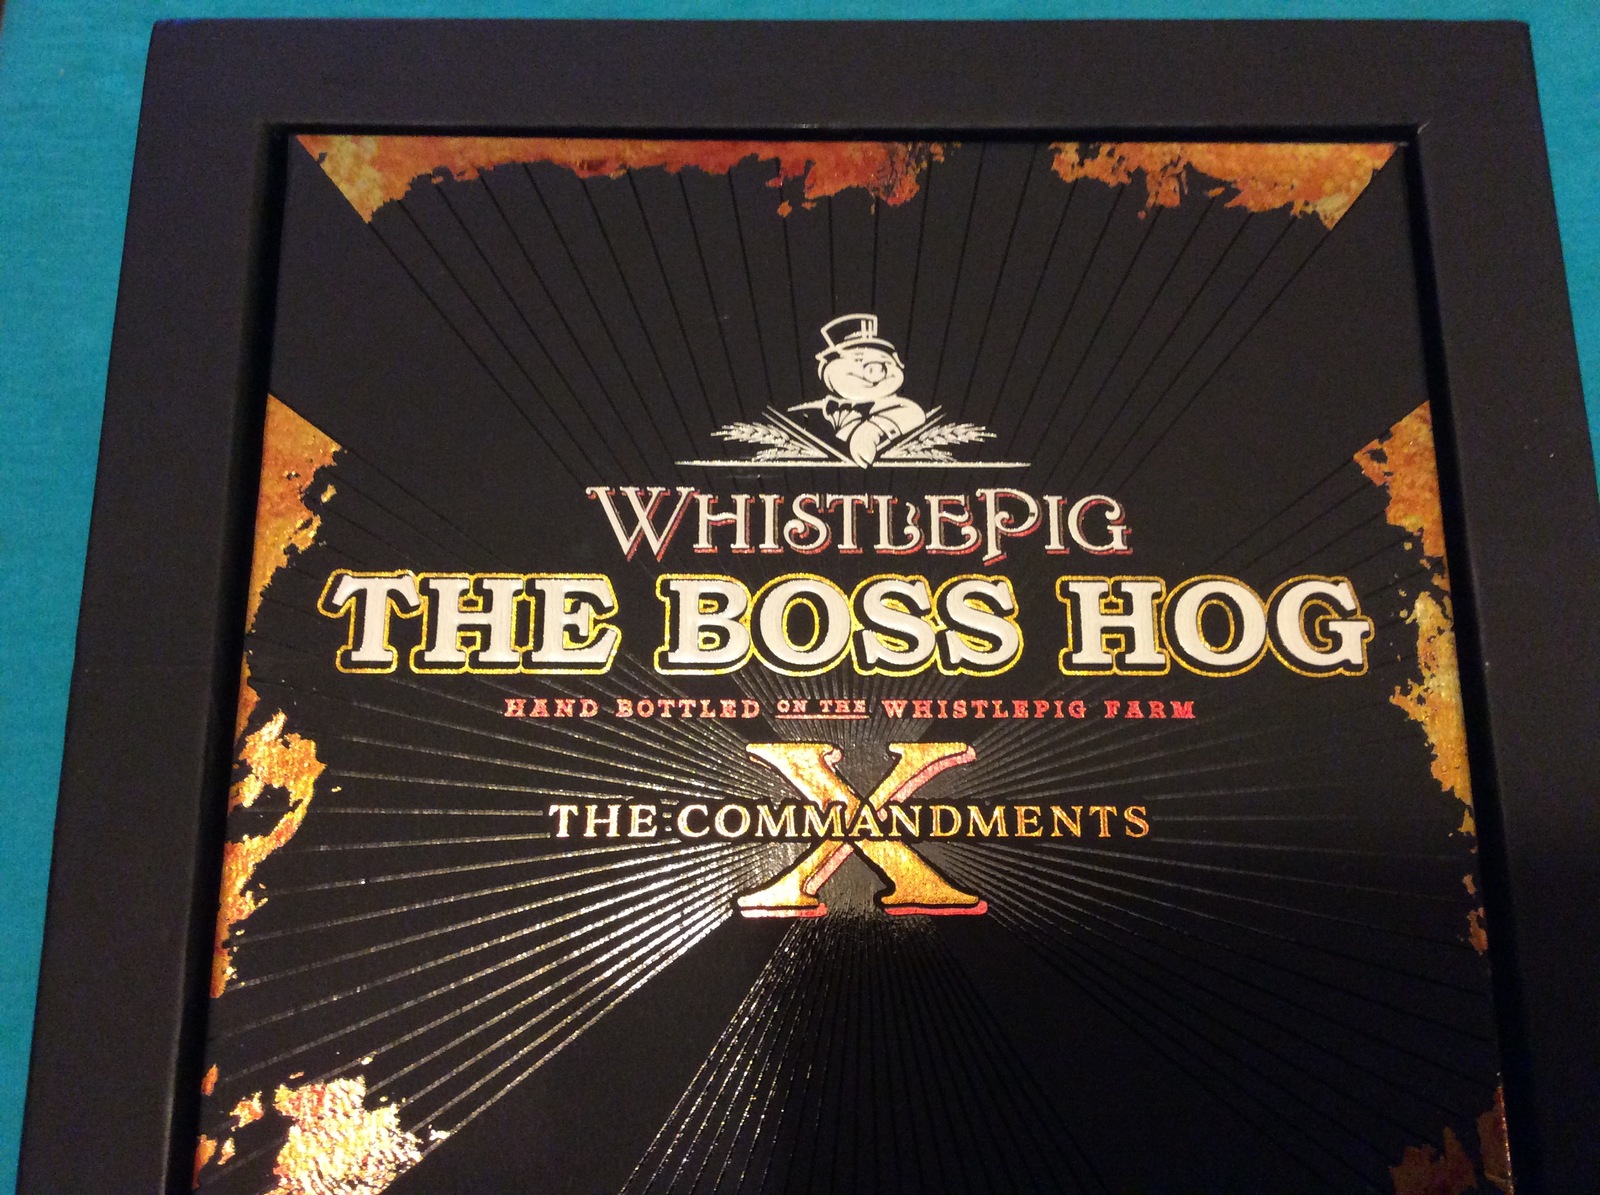 WHISTLEPIG
THE BOSS HOG
HAND BOTTLED ON THE WHISTLEPIG FARM
X
THE COMMANDMENTS